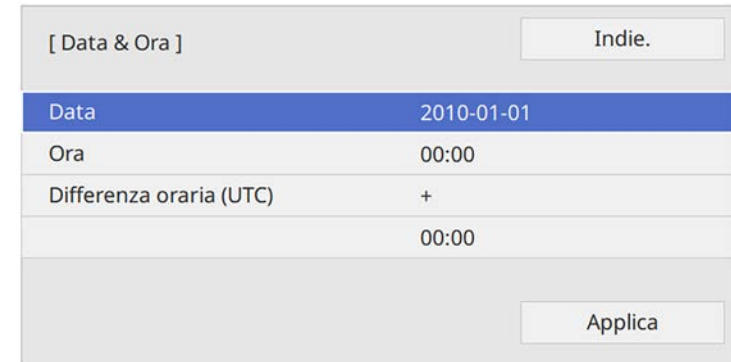 [ Data & Ora ] Indie.
Data 2010-01-01
Ora 00:00
Differenza oraria (UTC) +
00:00
Applica